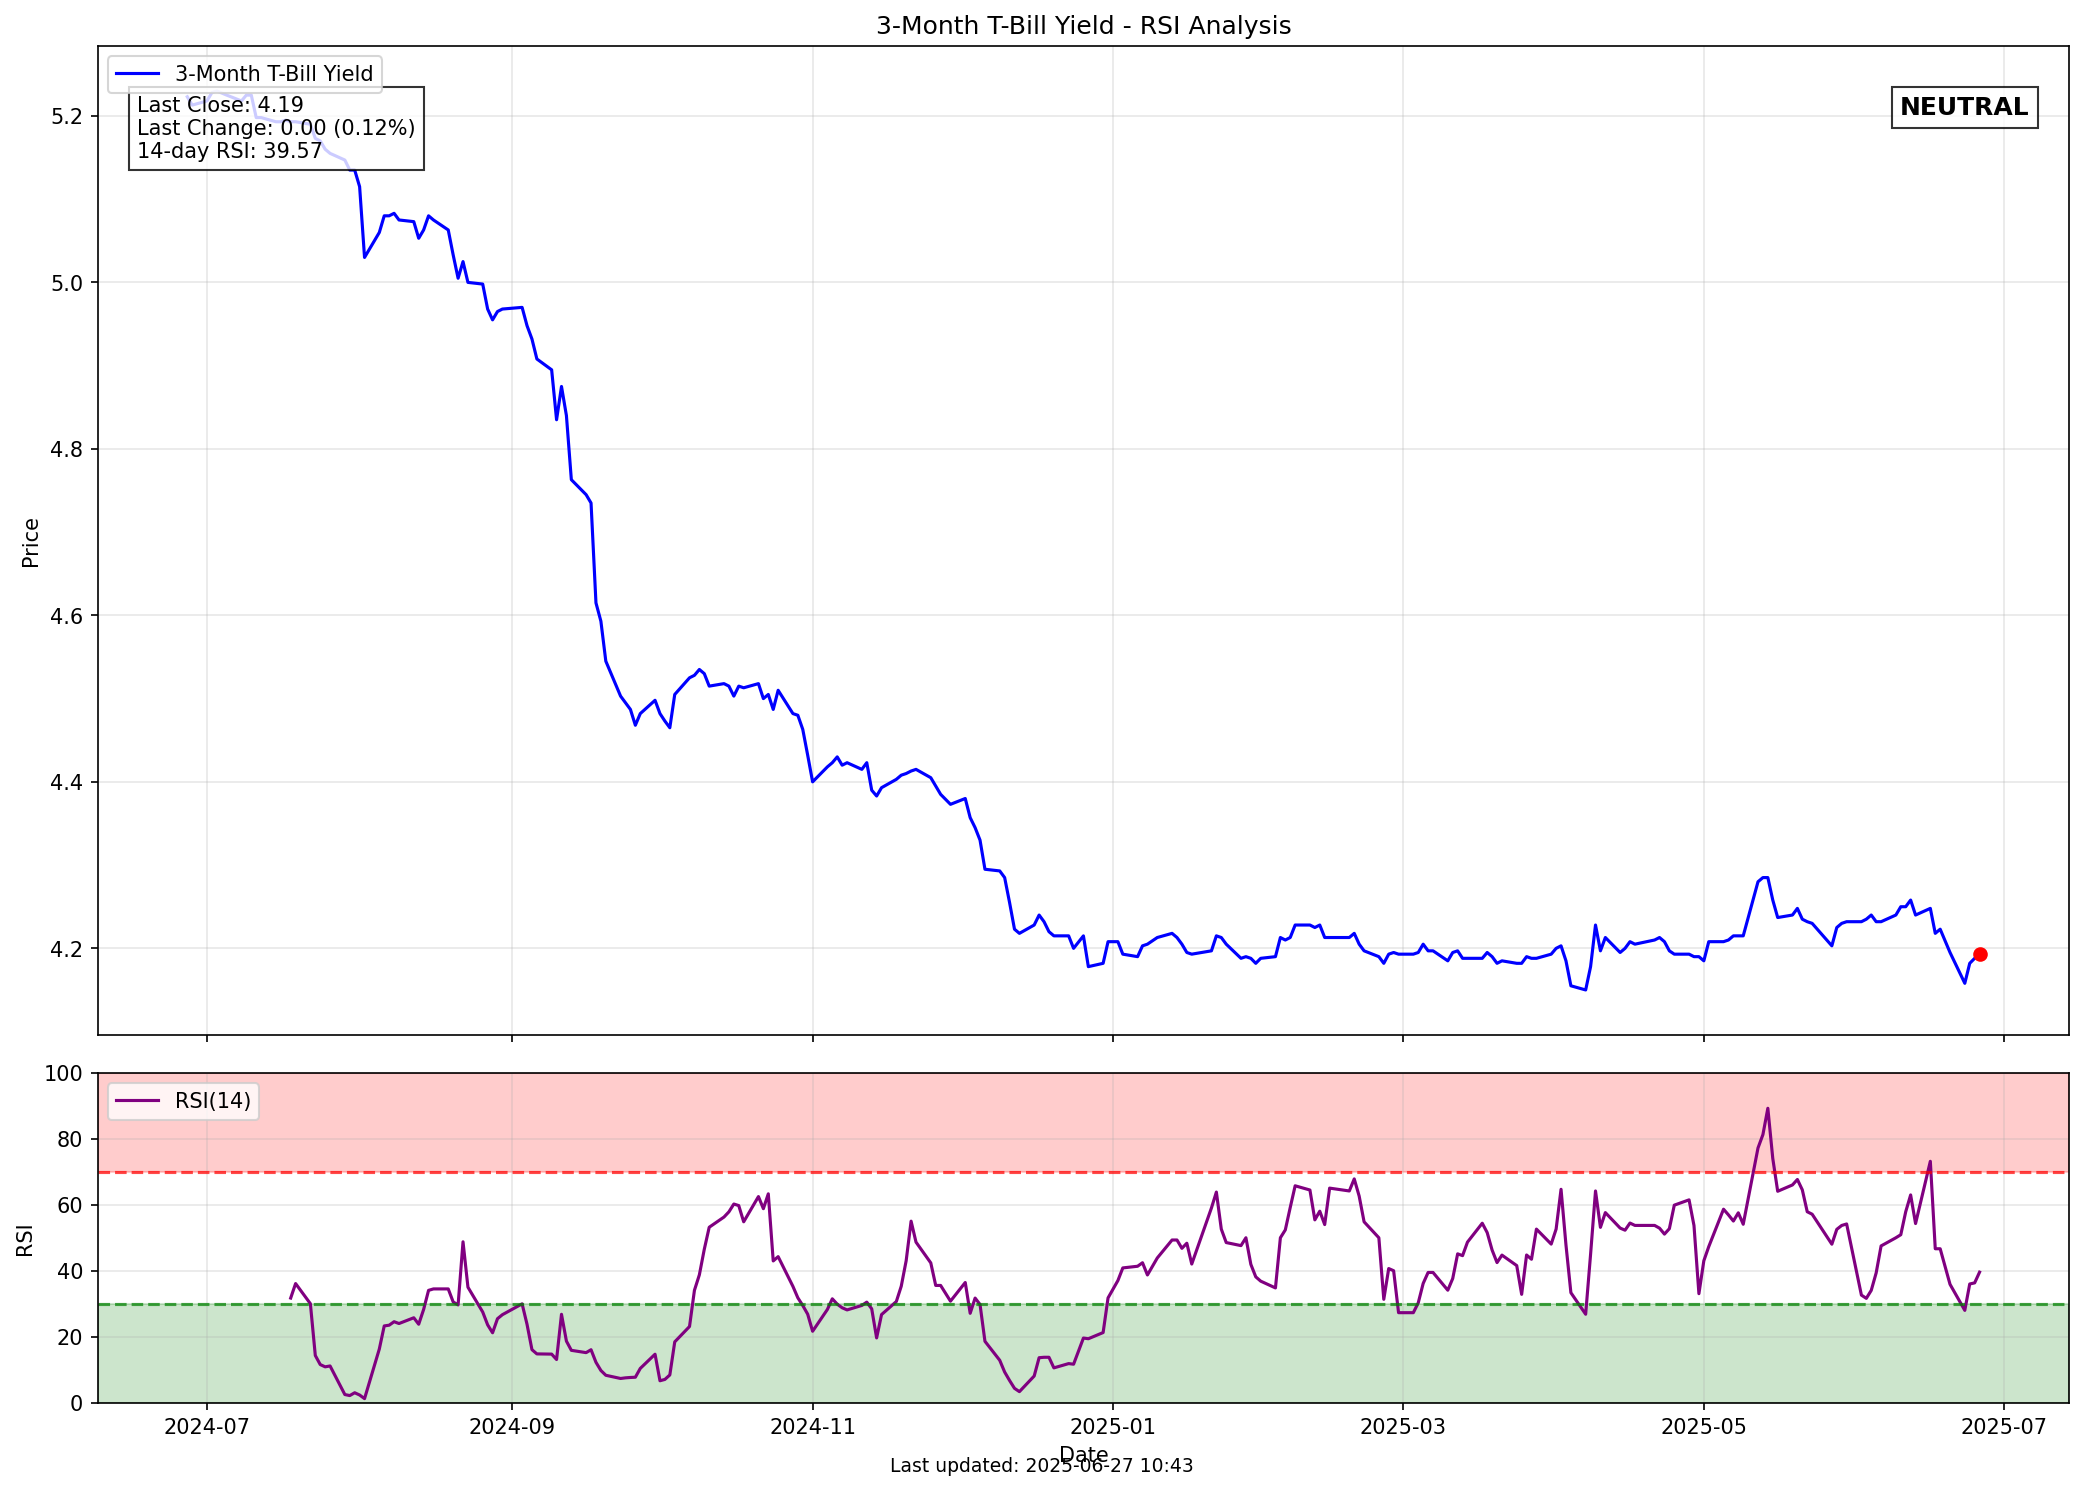 3-Month T-Bill Yield - RSI Analysis
3-Month T-Bill Yield
Last Close: 4.19
Last Change: 0.00 (0.12%)
14-day RSI: 39.57
NEUTRAL
5.2
5.0
4.8
4.6
4.4
4.2
Price
RSI(14)
100
80
60
40
20
0
RSI
2024-07
2024-09
2024-11
2025-01
2025-03
2025-05
2025-07
Date
Last updated: 2025-06-27 10:43